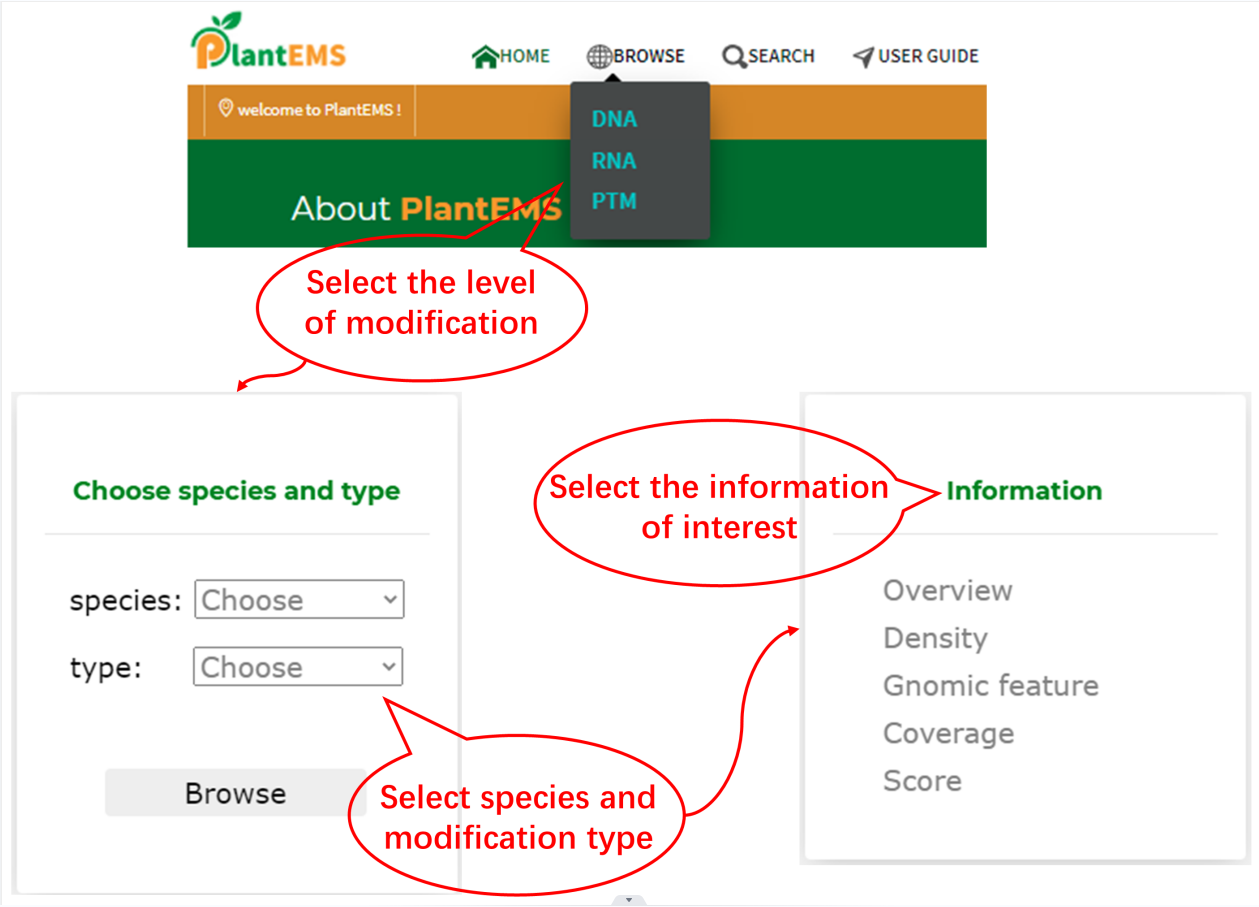 PlantEMS
HOME BROWSE SEARCH USER GUIDE
welcome to PlantEMS !
DNA
RNA
PTM
About PlantEMS
Select the level
of modification
Choose species and type
species: Choose
type: Choose
Browse
Select species and
modification type
Select the information
of interest
Information
Overview
Density
Gnomic feature
Coverage
Score